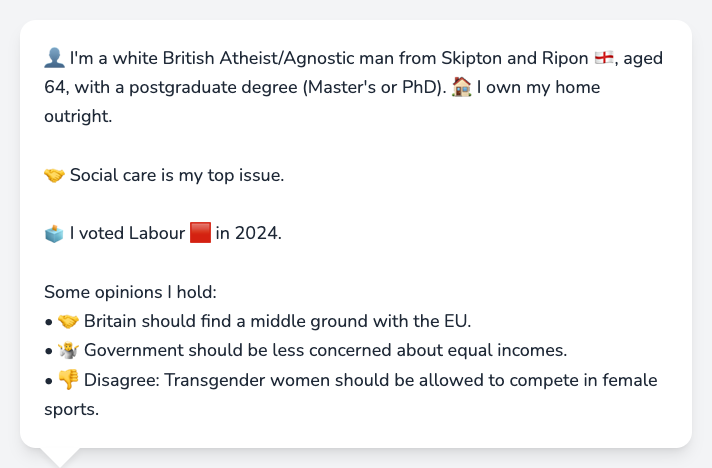 👤 I'm a white British Atheist/Agnostic man from Skipton and Ripon 🏴󠁧󠁢󠁥󠁮󠁧󠁿, aged
64, with a postgraduate degree (Master's or PhD). 🏠 I own my home
outright.
🤝 Social care is my top issue.
🗳️ I voted Labour 🟥 in 2024.
Some opinions I hold:
• 🤝 Britain should find a middle ground with the EU.
• 🤷 Government should be less concerned about equal incomes.
• 👎 Disagree: Transgender women should be allowed to compete in female
sports.